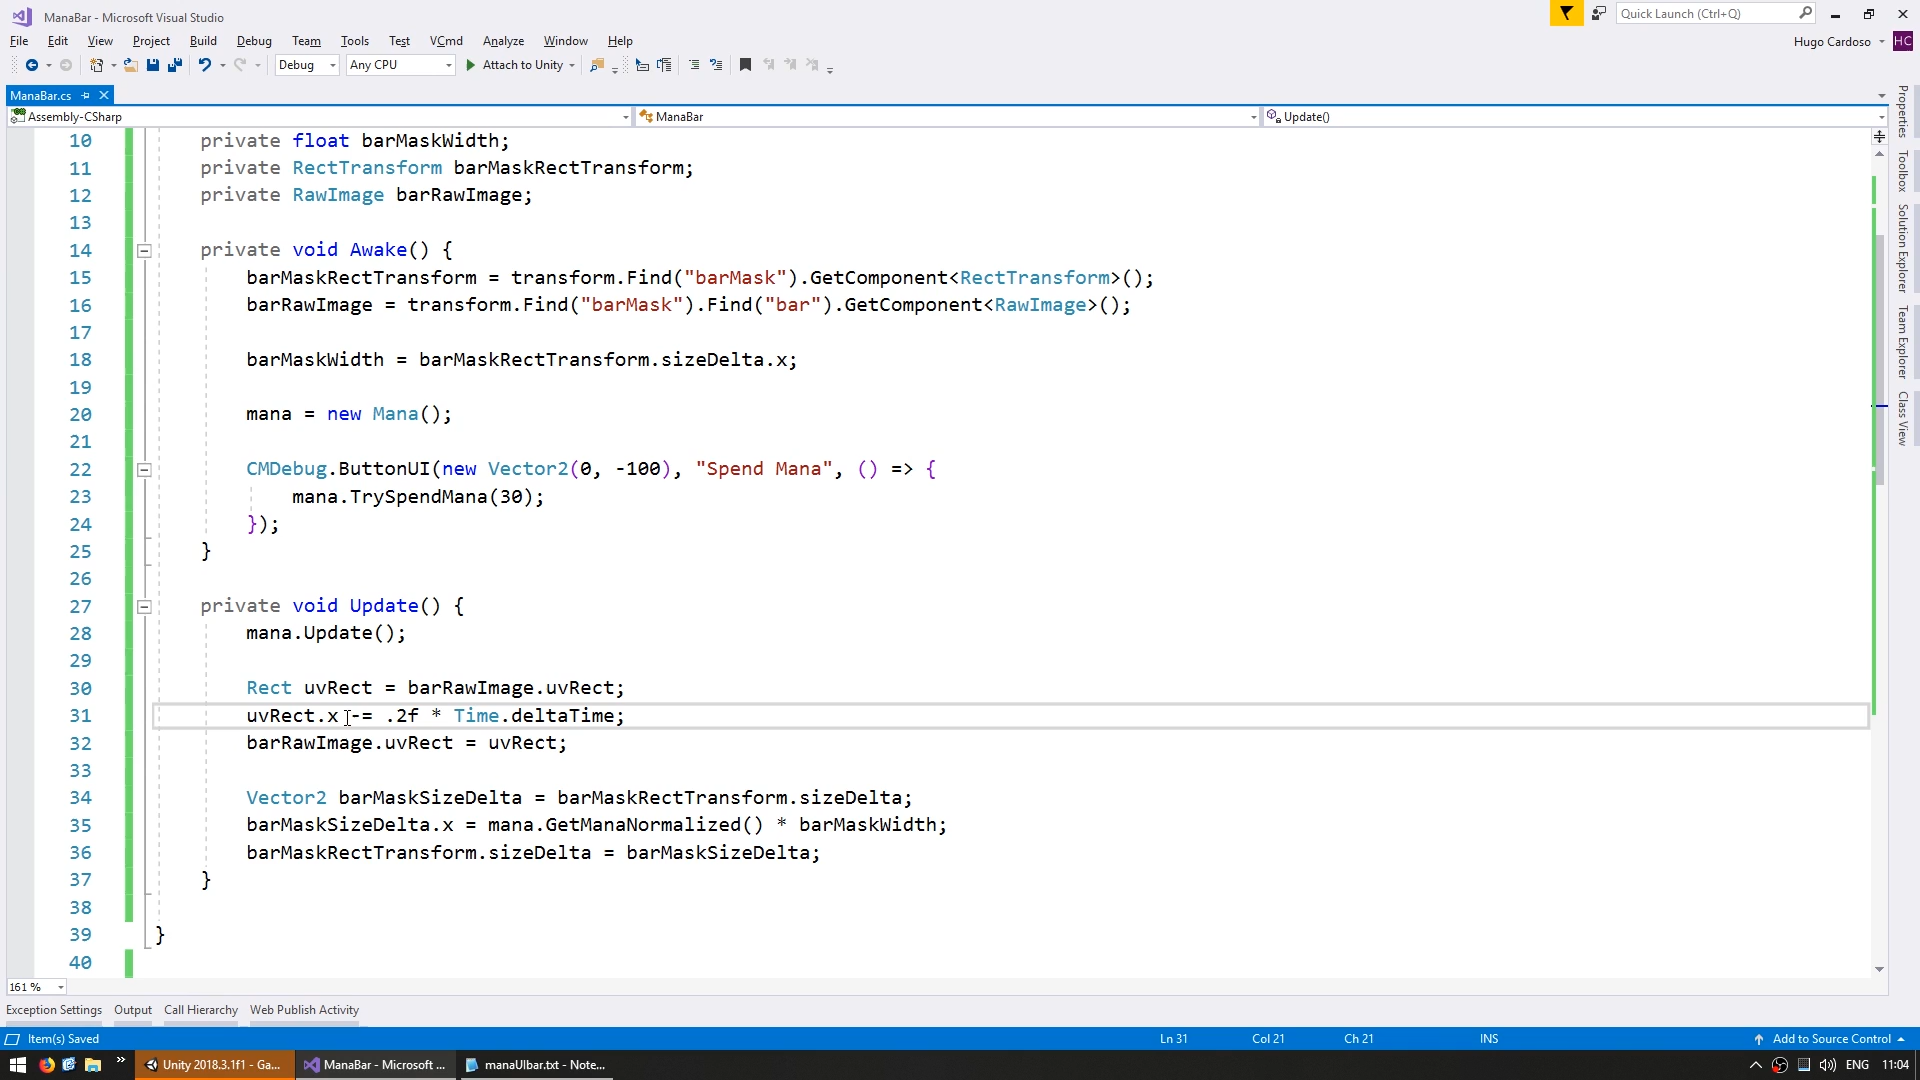 ManaBar - Microsoft Visual Studio
Quick Launch (Ctrl+Q)
File Edit View Project Build Debug Team Tools Test VCmd Analyze Window Help
Hugo Cardoso HC
Debug Any CPU Attach to Unity
ManaBar.cs
Assembly-CSharp ManaBar Update()
10 private float barMaskWidth;
11 private RectTransform barMaskRectTransform;
12 private RawImage barRawImage;
13
14 private void Awake() {
15 barMaskRectTransform = transform.Find("barMask").GetComponent<RectTransform>();
16 barRawImage = transform.Find("barMask").Find("bar").GetComponent<RawImage>();
17
18 barMaskWidth = barMaskRectTransform.sizeDelta.x;
19
20 mana = new Mana();
21
22 CMDebug.ButtonUI(new Vector2(0, -100), "Spend Mana", () => {
23 mana.TrySpendMana(30);
24 });
25 }
26
27 private void Update() {
28 mana.Update();
29
30 Rect uvRect = barRawImage.uvRect;
31 uvRect.x -= .2f * Time.deltaTime;
32 barRawImage.uvRect = uvRect;
33
34 Vector2 barMaskSizeDelta = barMaskRectTransform.sizeDelta;
35 barMaskSizeDelta.x = mana.GetManaNormalized() * barMaskWidth;
36 barMaskRectTransform.sizeDelta = barMaskSizeDelta;
37 }
38
39 }
40
Properties
Toolbox
Solution Explorer
Team Explorer
Class View
161 %
Exception Settings Output Call Hierarchy Web Publish Activity
Item(s) Saved Ln 31 Col 21 Ch 21 INS Add to Source Control
Unity 2018.3.1f1 - Ga... ManaBar - Microsoft ... manaUIbar.txt - Note... ENG 11:04